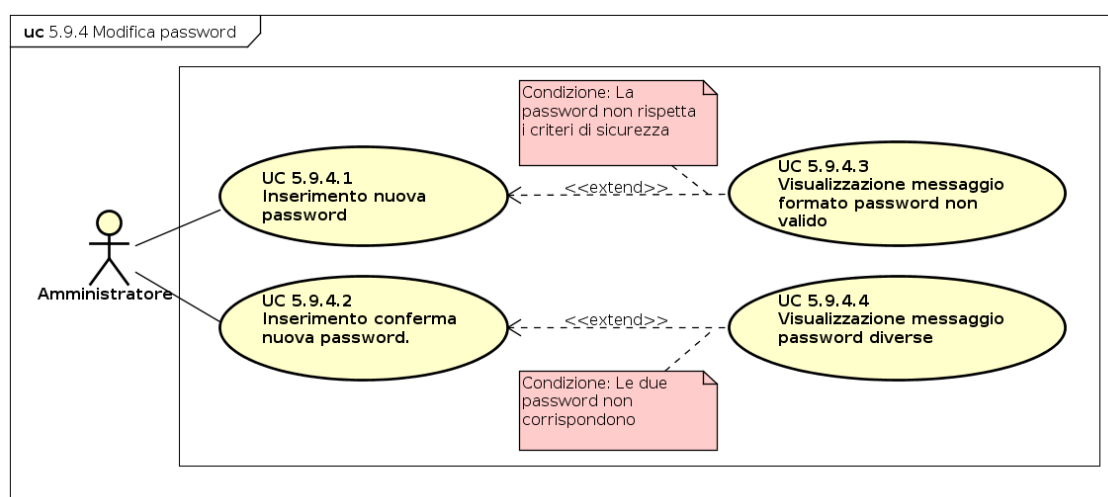 uc 5.9.4 Modifica password
Condizione: La
password non rispetta
i criteri di sicurezza
UC 5.9.4.1
Inserimento nuova
password
<<extend>>
UC 5.9.4.3
Visualizzazione messaggio
formato password non
valido
Amministratore
UC 5.9.4.2
Inserimento conferma
nuova password.
<<extend>>
UC 5.9.4.4
Visualizzazione messaggio
password diverse
Condizione: Le due
password non
corrispondono